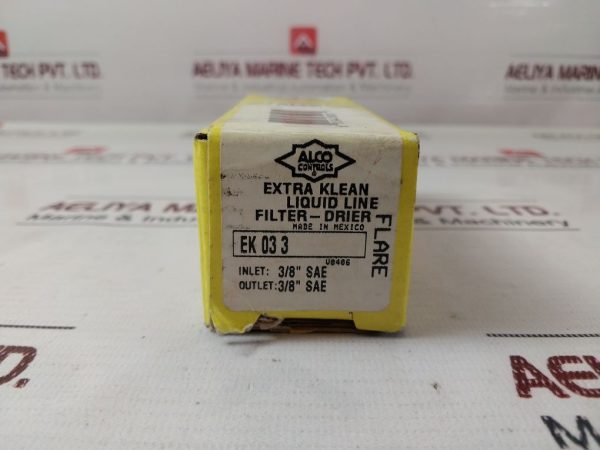 AELIYA MARINE TECH PVT. LTD.
ALCO
CONTROLS
EXTRA KLEAN
LIQUID LINE
FILTER-DRIER
MADE IN MEXICO
FLARE
EK 03 3
INLET: 3/8" SAE
OUTLET: 3/8" SAE